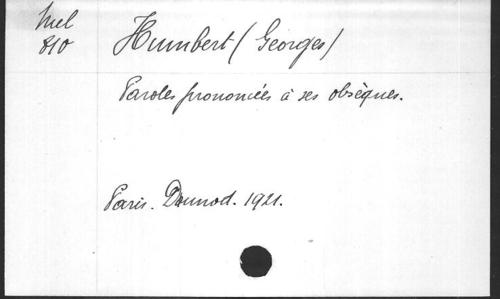 Mel
810
Humbert (Georges)
Paroles prononcées à ses obsèques.
Paris. Dunod. 1921.